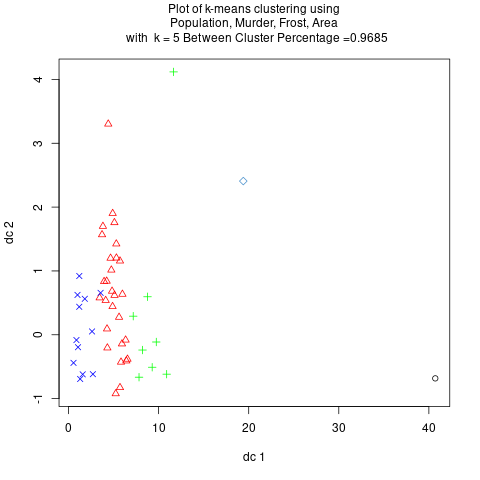 Plot of k-means clustering using
Population, Murder, Frost, Area
with k = 5 Between Cluster Percentage =0.9685
dc 2
4
3
2
1
0
-1
0 10 20 30 40
dc 1